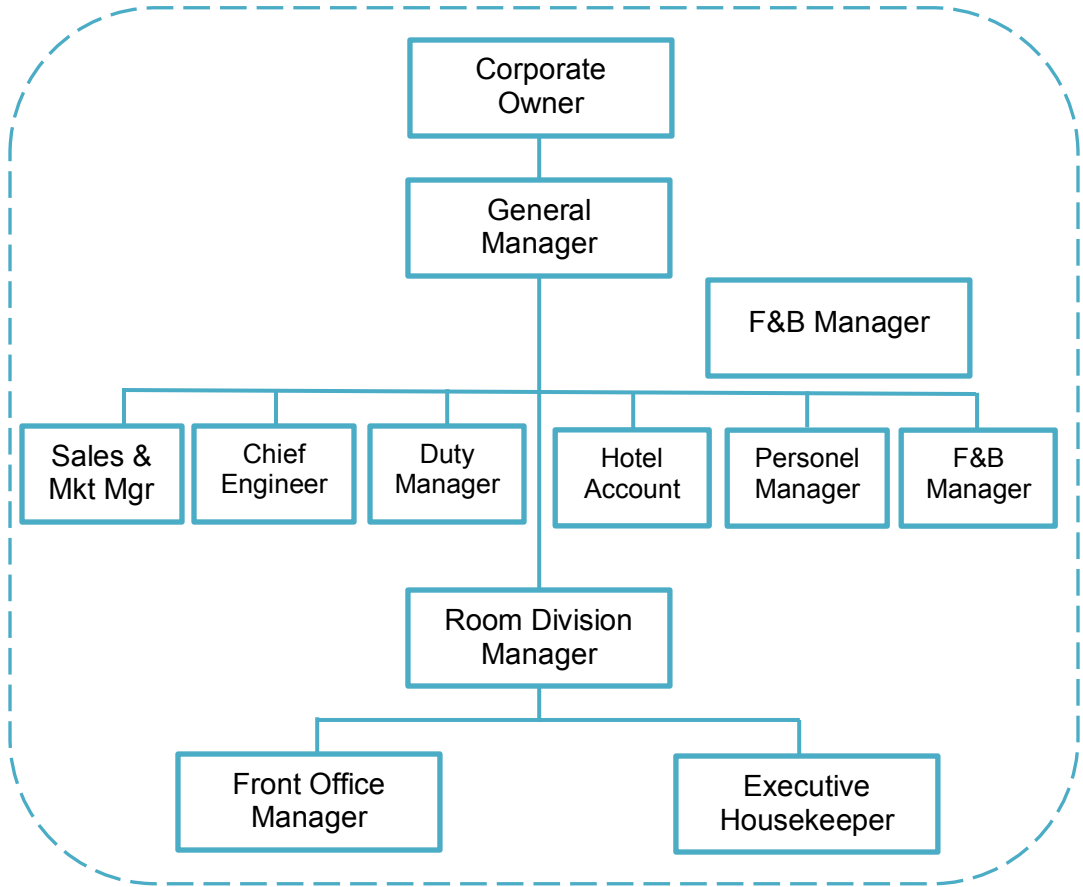 Corporate
Owner
General
Manager
F&B Manager
Sales &
Mkt Mgr
Chief
Engineer
Duty
Manager
Hotel
Account
Personel
Manager
F&B
Manager
Room Division
Manager
Front Office
Manager
Executive
Housekeeper